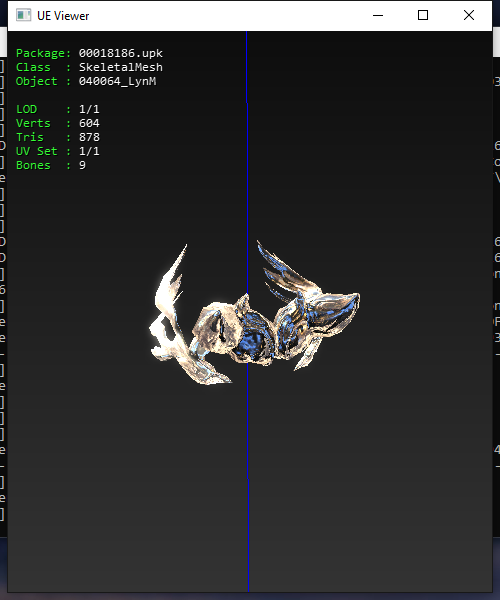 UE Viewer
Package: 00018186.upk
Class : SkeletalMesh
Object : 040064_LynM
LOD : 1/1
Verts : 604
Tris : 878
UV Set : 1/1
Bones : 9